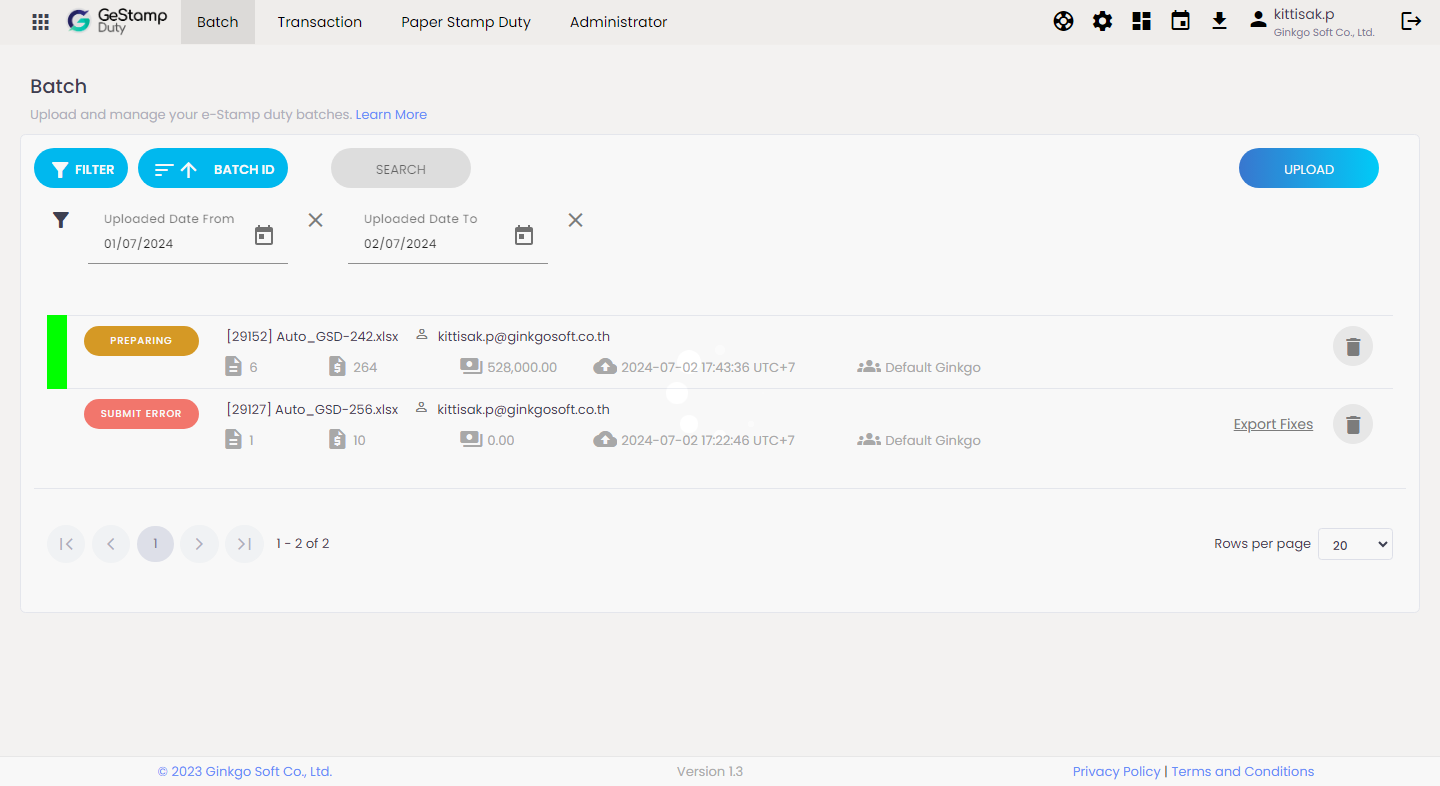 GeStamp Duty
Batch
Transaction
Paper Stamp Duty
Administrator
kittisak.p
Ginkgo Soft Co., Ltd.
Batch
Upload and manage your e-Stamp duty batches. Learn More
FILTER
BATCH ID
SEARCH
UPLOAD
Uploaded Date From
01/07/2024
Uploaded Date To
02/07/2024
PREPARING
[29152] Auto_GSD-242.xlsx kittisak.p@ginkgosoft.co.th
6 264 528,000.00 2024-07-02 17:43:36 UTC+7 Default Ginkgo
SUBMIT ERROR
[29127] Auto_GSD-256.xlsx kittisak.p@ginkgosoft.co.th
1 10 0.00 2024-07-02 17:22:46 UTC+7 Default Ginkgo
Export Fixes
1
1 - 2 of 2
Rows per page 20
© 2023 Ginkgo Soft Co., Ltd.
Version 1.3
Privacy Policy | Terms and Conditions